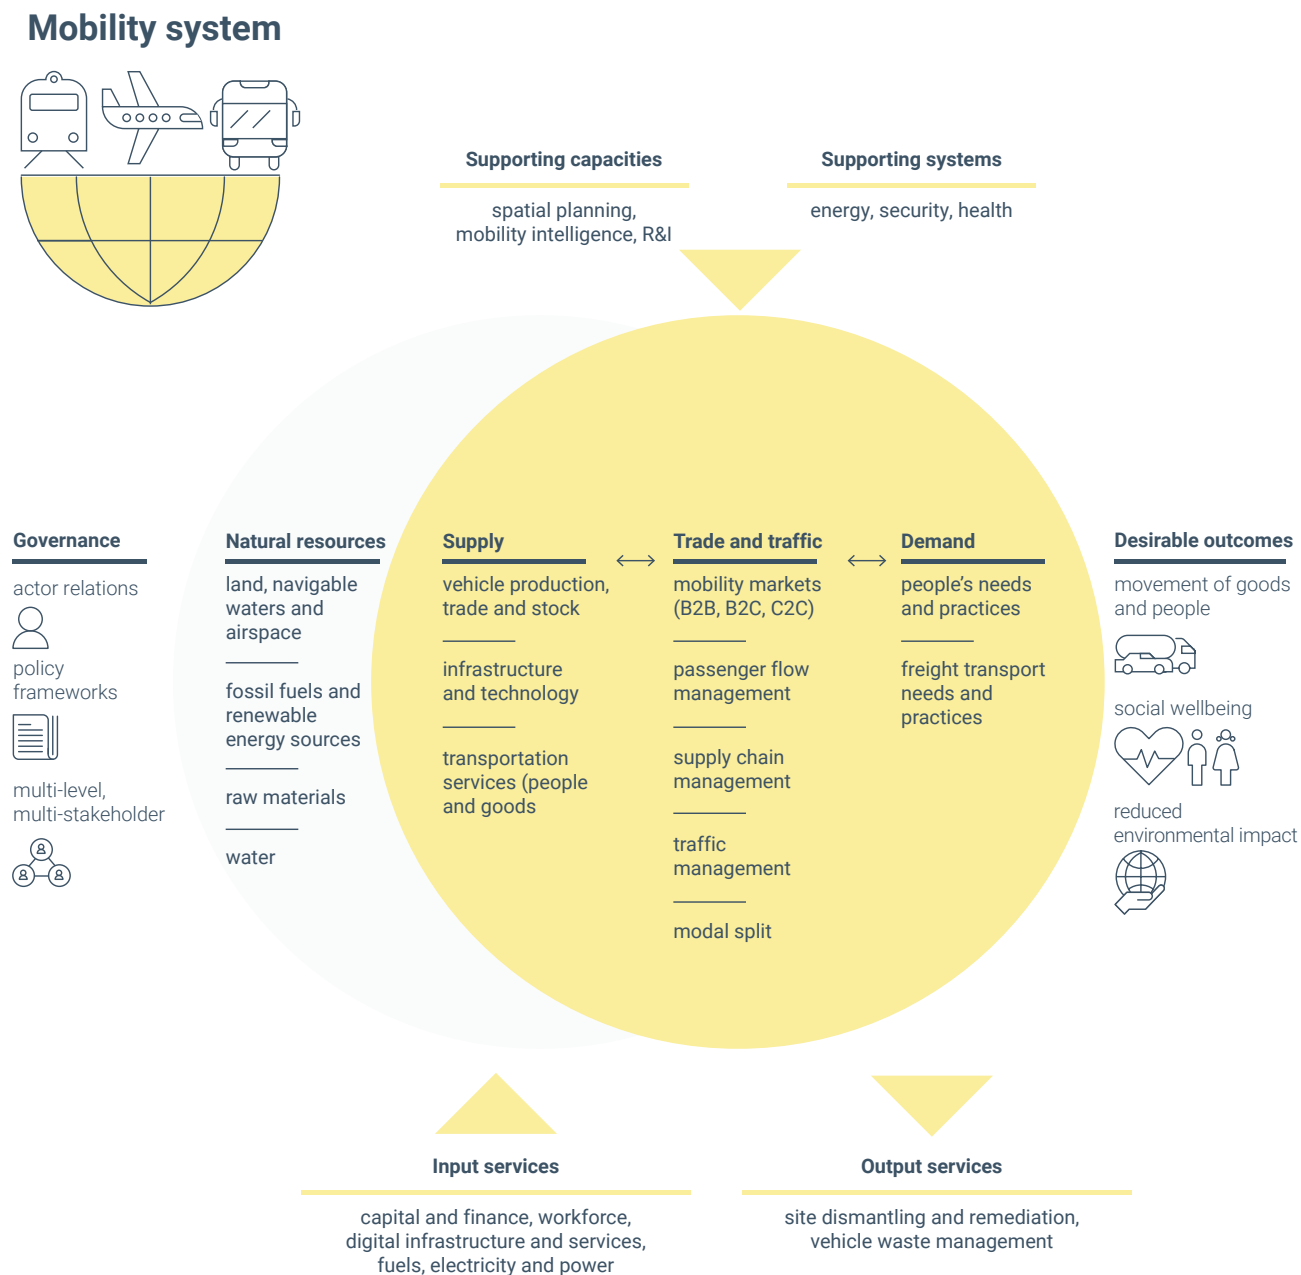 Mobility system
Supporting capacities
spatial planning,
mobility intelligence, R&I
Supporting systems
energy, security, health
Governance
actor relations
policy
frameworks
multi-level,
multi-stakeholder
Natural resources
land, navigable
waters and
airspace
fossil fuels and
renewable
energy sources
raw materials
water
Supply
vehicle production,
trade and stock
infrastructure
and technology
transportation
services (people
and goods
Trade and traffic
mobility markets
(B2B, B2C, C2C)
passenger flow
management
supply chain
management
traffic
management
modal split
Demand
people’s needs
and practices
freight transport
needs and
practices
Desirable outcomes
movement of goods
and people
social wellbeing
reduced
environmental impact
Input services
capital and finance, workforce,
digital infrastructure and services,
fuels, electricity and power
Output services
site dismantling and remediation,
vehicle waste management